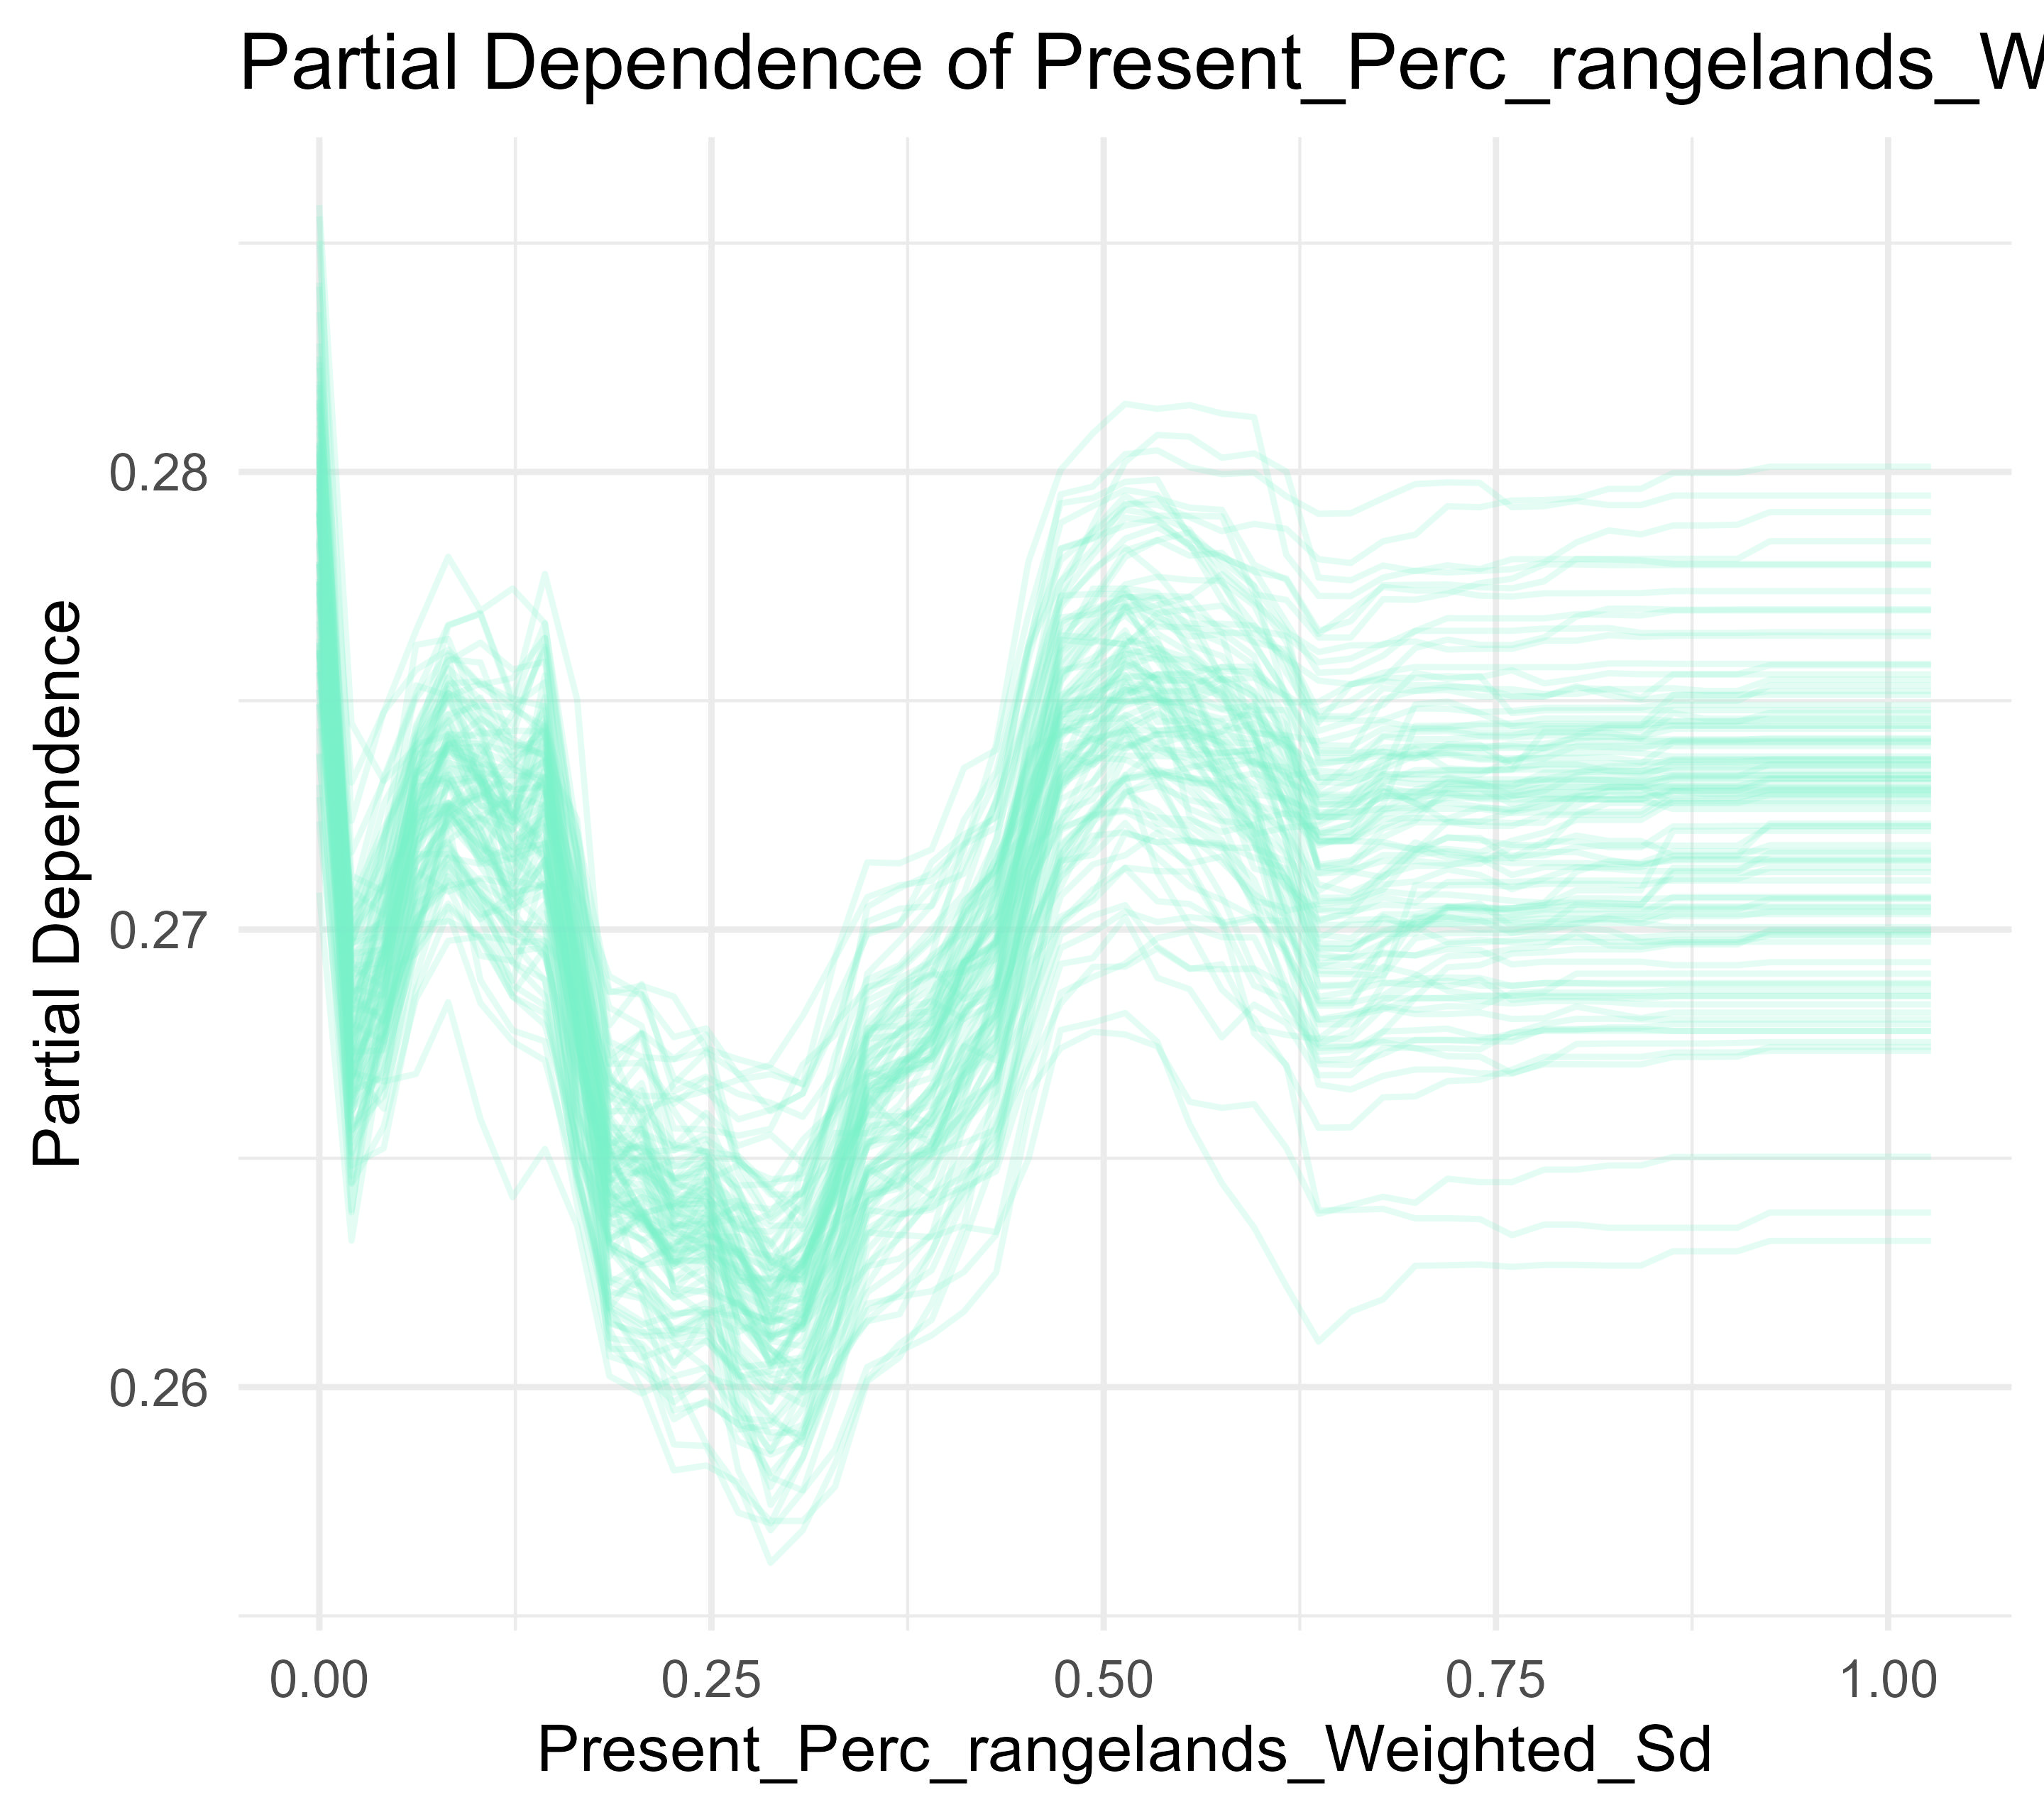 Partial Dependence of Present_Perc_rangelands_W
Partial Dependence
0.28
0.27
0.26
0.00 0.25 0.50 0.75 1.00
Present_Perc_rangelands_Weighted_Sd